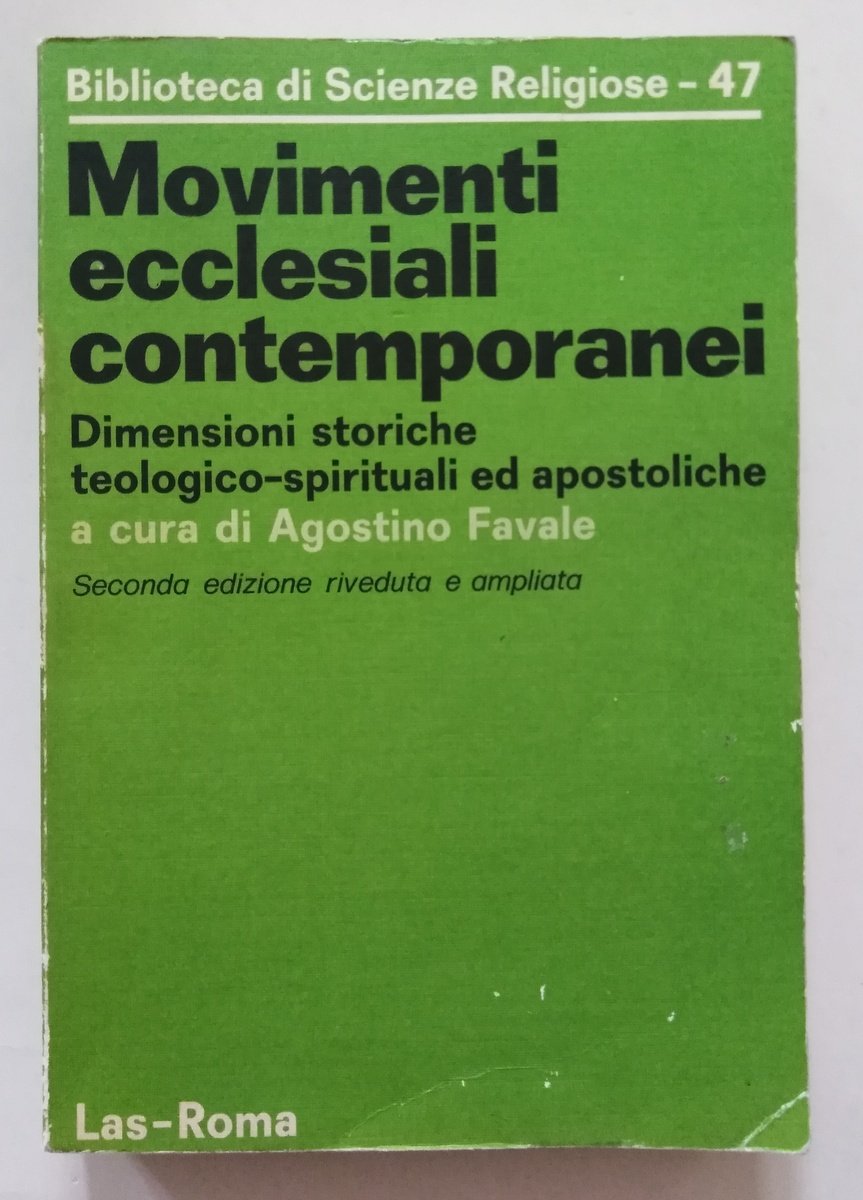 Biblioteca di Scienze Religiose - 47
Movimenti
ecclesiali
contemporanei
Dimensioni storiche
teologico-spirituali ed apostoliche
a cura di Agostino Favale
Seconda edizione riveduta e ampliata
Las-Roma